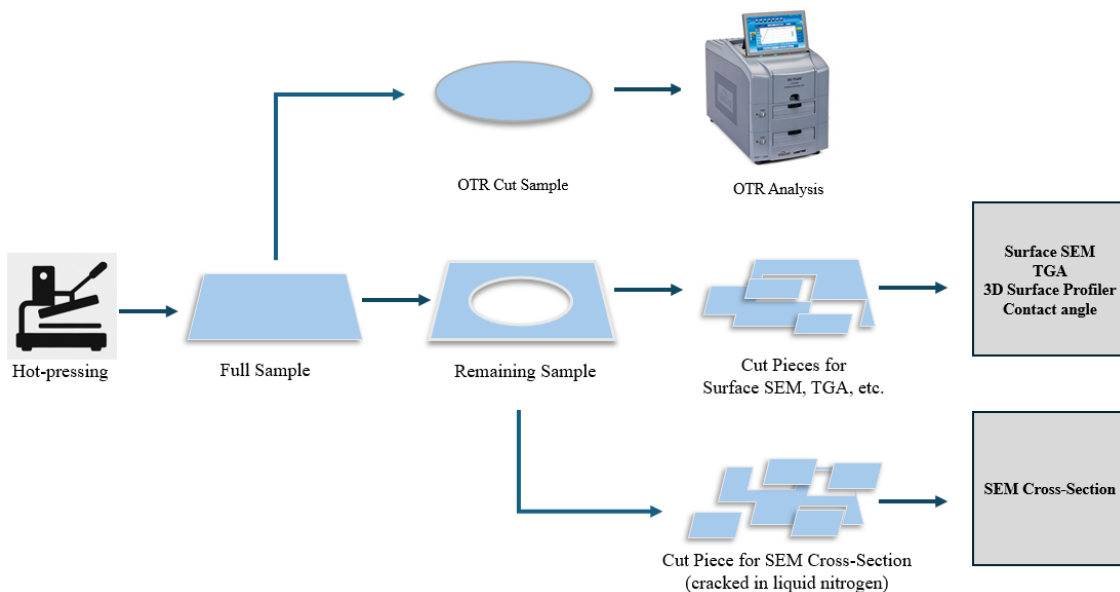 OTR Cut Sample
OTR Analysis
Hot-pressing
Full Sample
Remaining Sample
Cut Pieces for
Surface SEM, TGA, etc.
Surface SEM
TGA
3D Surface Profiler
Contact angle
Cut Piece for SEM Cross-Section
(cracked in liquid nitrogen)
SEM Cross-Section